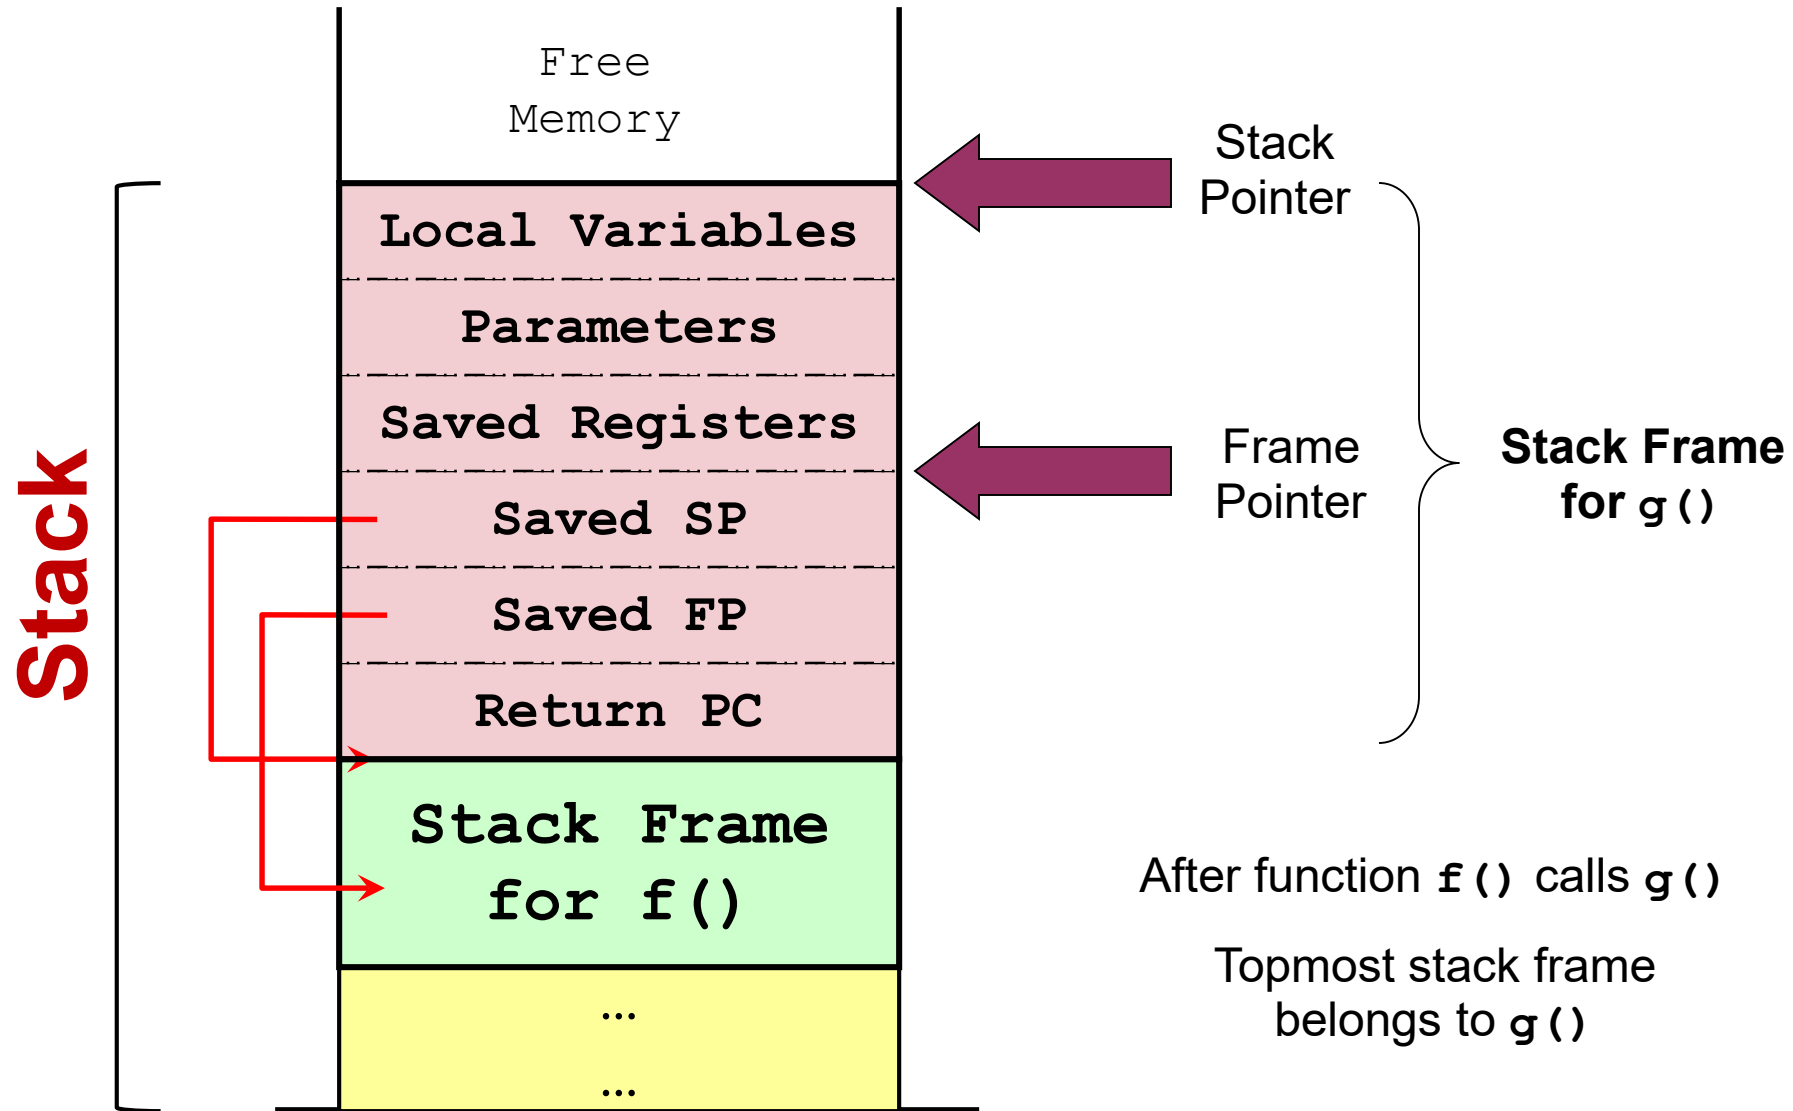 Free
Memory
Stack
Pointer
Local Variables
Parameters
Saved Registers
Frame
Pointer
Stack Frame
for g()
Saved SP
Saved FP
Return PC
Stack
Stack Frame
for f()
After function f() calls g()
Topmost stack frame
belongs to g()
...
...